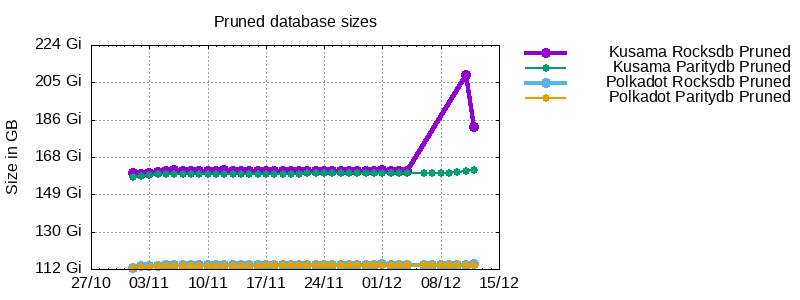 Pruned database sizes
Size in GB
224 Gi
205 Gi
186 Gi
168 Gi
149 Gi
130 Gi
112 Gi
27/10 03/11 10/11 17/11 24/11 01/12 08/12 15/12
Kusama Rocksdb Pruned
Kusama Paritydb Pruned
Polkadot Rocksdb Pruned
Polkadot Paritydb Pruned